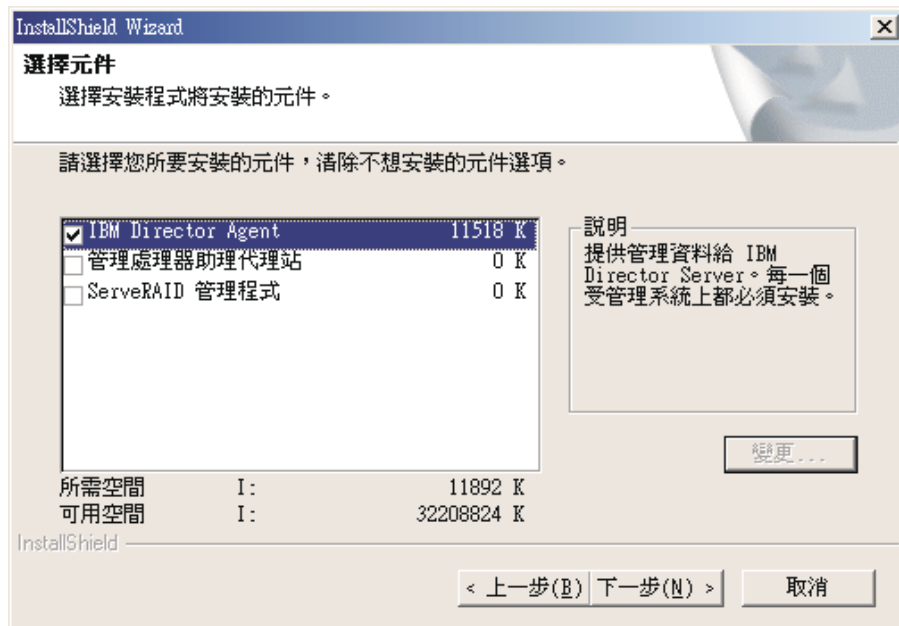 InstallShield Wizard
選擇元件
選擇安裝程式將安裝的元件。
請選擇您所要安裝的元件，清除不想安裝的元件選項。
IBM Director Agent 11518 K
管理處理器助理代理站 0 K
ServeRAID 管理程式 0 K
說明
提供管理資料給 IBM
Director Server。每一個
受管理系統上都必須安裝。
變更...
所需空間 I: 11892 K
可用空間 I: 32208824 K
InstallShield
< 上一步(B) 下一步(N) > 取消